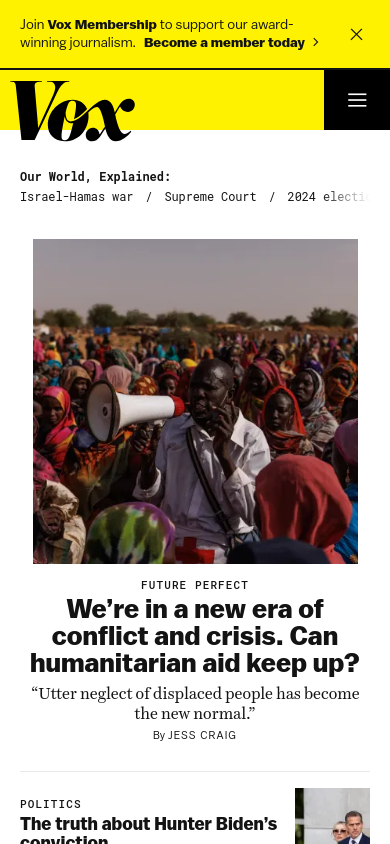 Join Vox Membership to support our award-
winning journalism. Become a member today
Vox
Our World, Explained:
Israel-Hamas war / Supreme Court / 2024 electi
FUTURE PERFECT
We’re in a new era of
conflict and crisis. Can
humanitarian aid keep up?
“Utter neglect of displaced people has become
the new normal.”
By JESS CRAIG
POLITICS
The truth about Hunter Biden’s
conviction